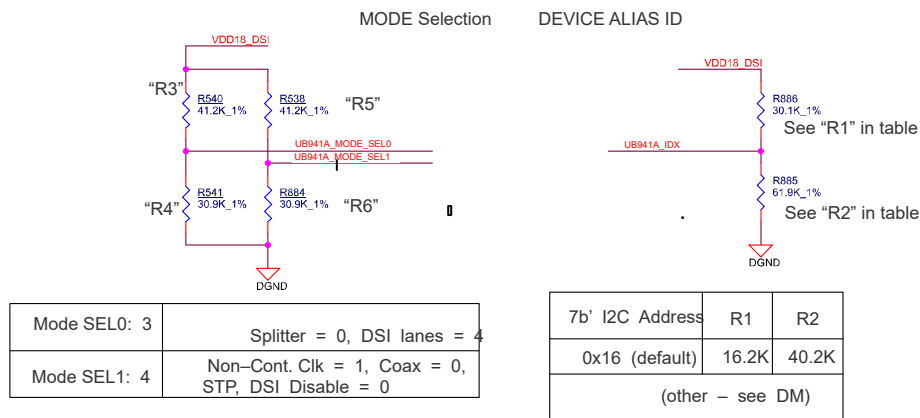 MODE Selection
DEVICE ALIAS ID
VDD18_DSI
VDD18_DSI
“R3”
R540
41.2K_1%
R538
41.2K_1%
“R5”
R886
30.1K_1%
See “R1” in table
UB941A_MODE_SEL0
UB941A_MODE_SEL1
UB941A_IDX
“R4”
R541
30.9K_1%
R884
30.9K_1%
“R6”
R885
61.9K_1%
See “R2” in table
DGND
DGND
Mode SEL0: 3
Splitter = 0, DSI lanes = 4
Mode SEL1: 4
Non–Cont. Clk = 1, Coax = 0,
STP, DSI Disable = 0
7b’ I2C Address
R1
R2
0x16 (default)
16.2K
40.2K
(other – see DM)